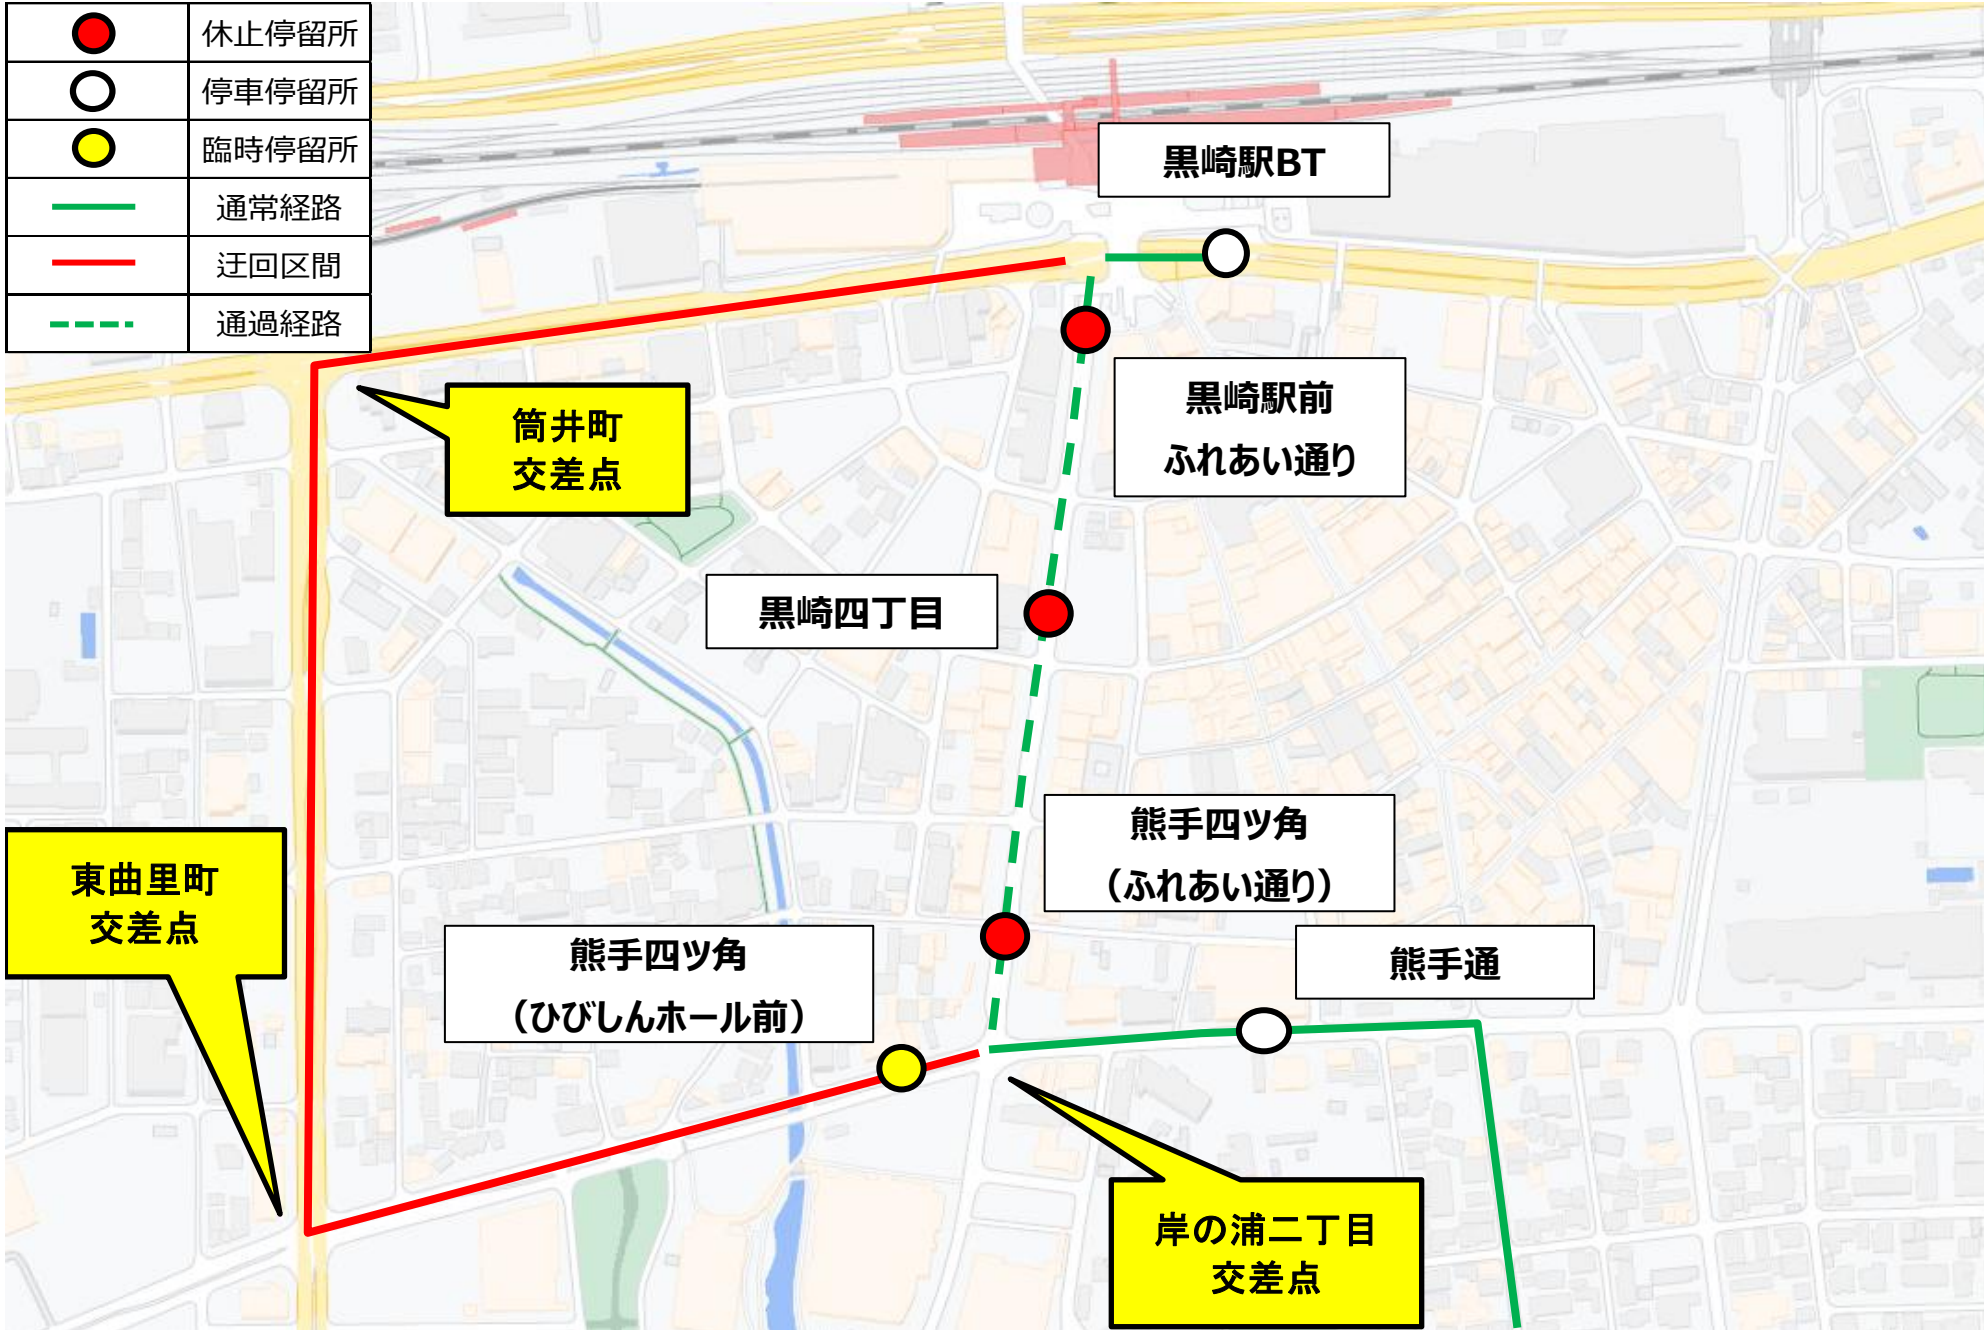 休止停留所
停車停留所
臨時停留所
通常経路
迂回区間
通過経路
黒崎駅BT
黒崎駅前
ふれあい通り
筒井町
交差点
黒崎四丁目
熊手四ツ角
（ふれあい通り）
東曲里町
交差点
熊手四ツ角
（ひびしんホール前）
熊手通
岸の浦二丁目
交差点